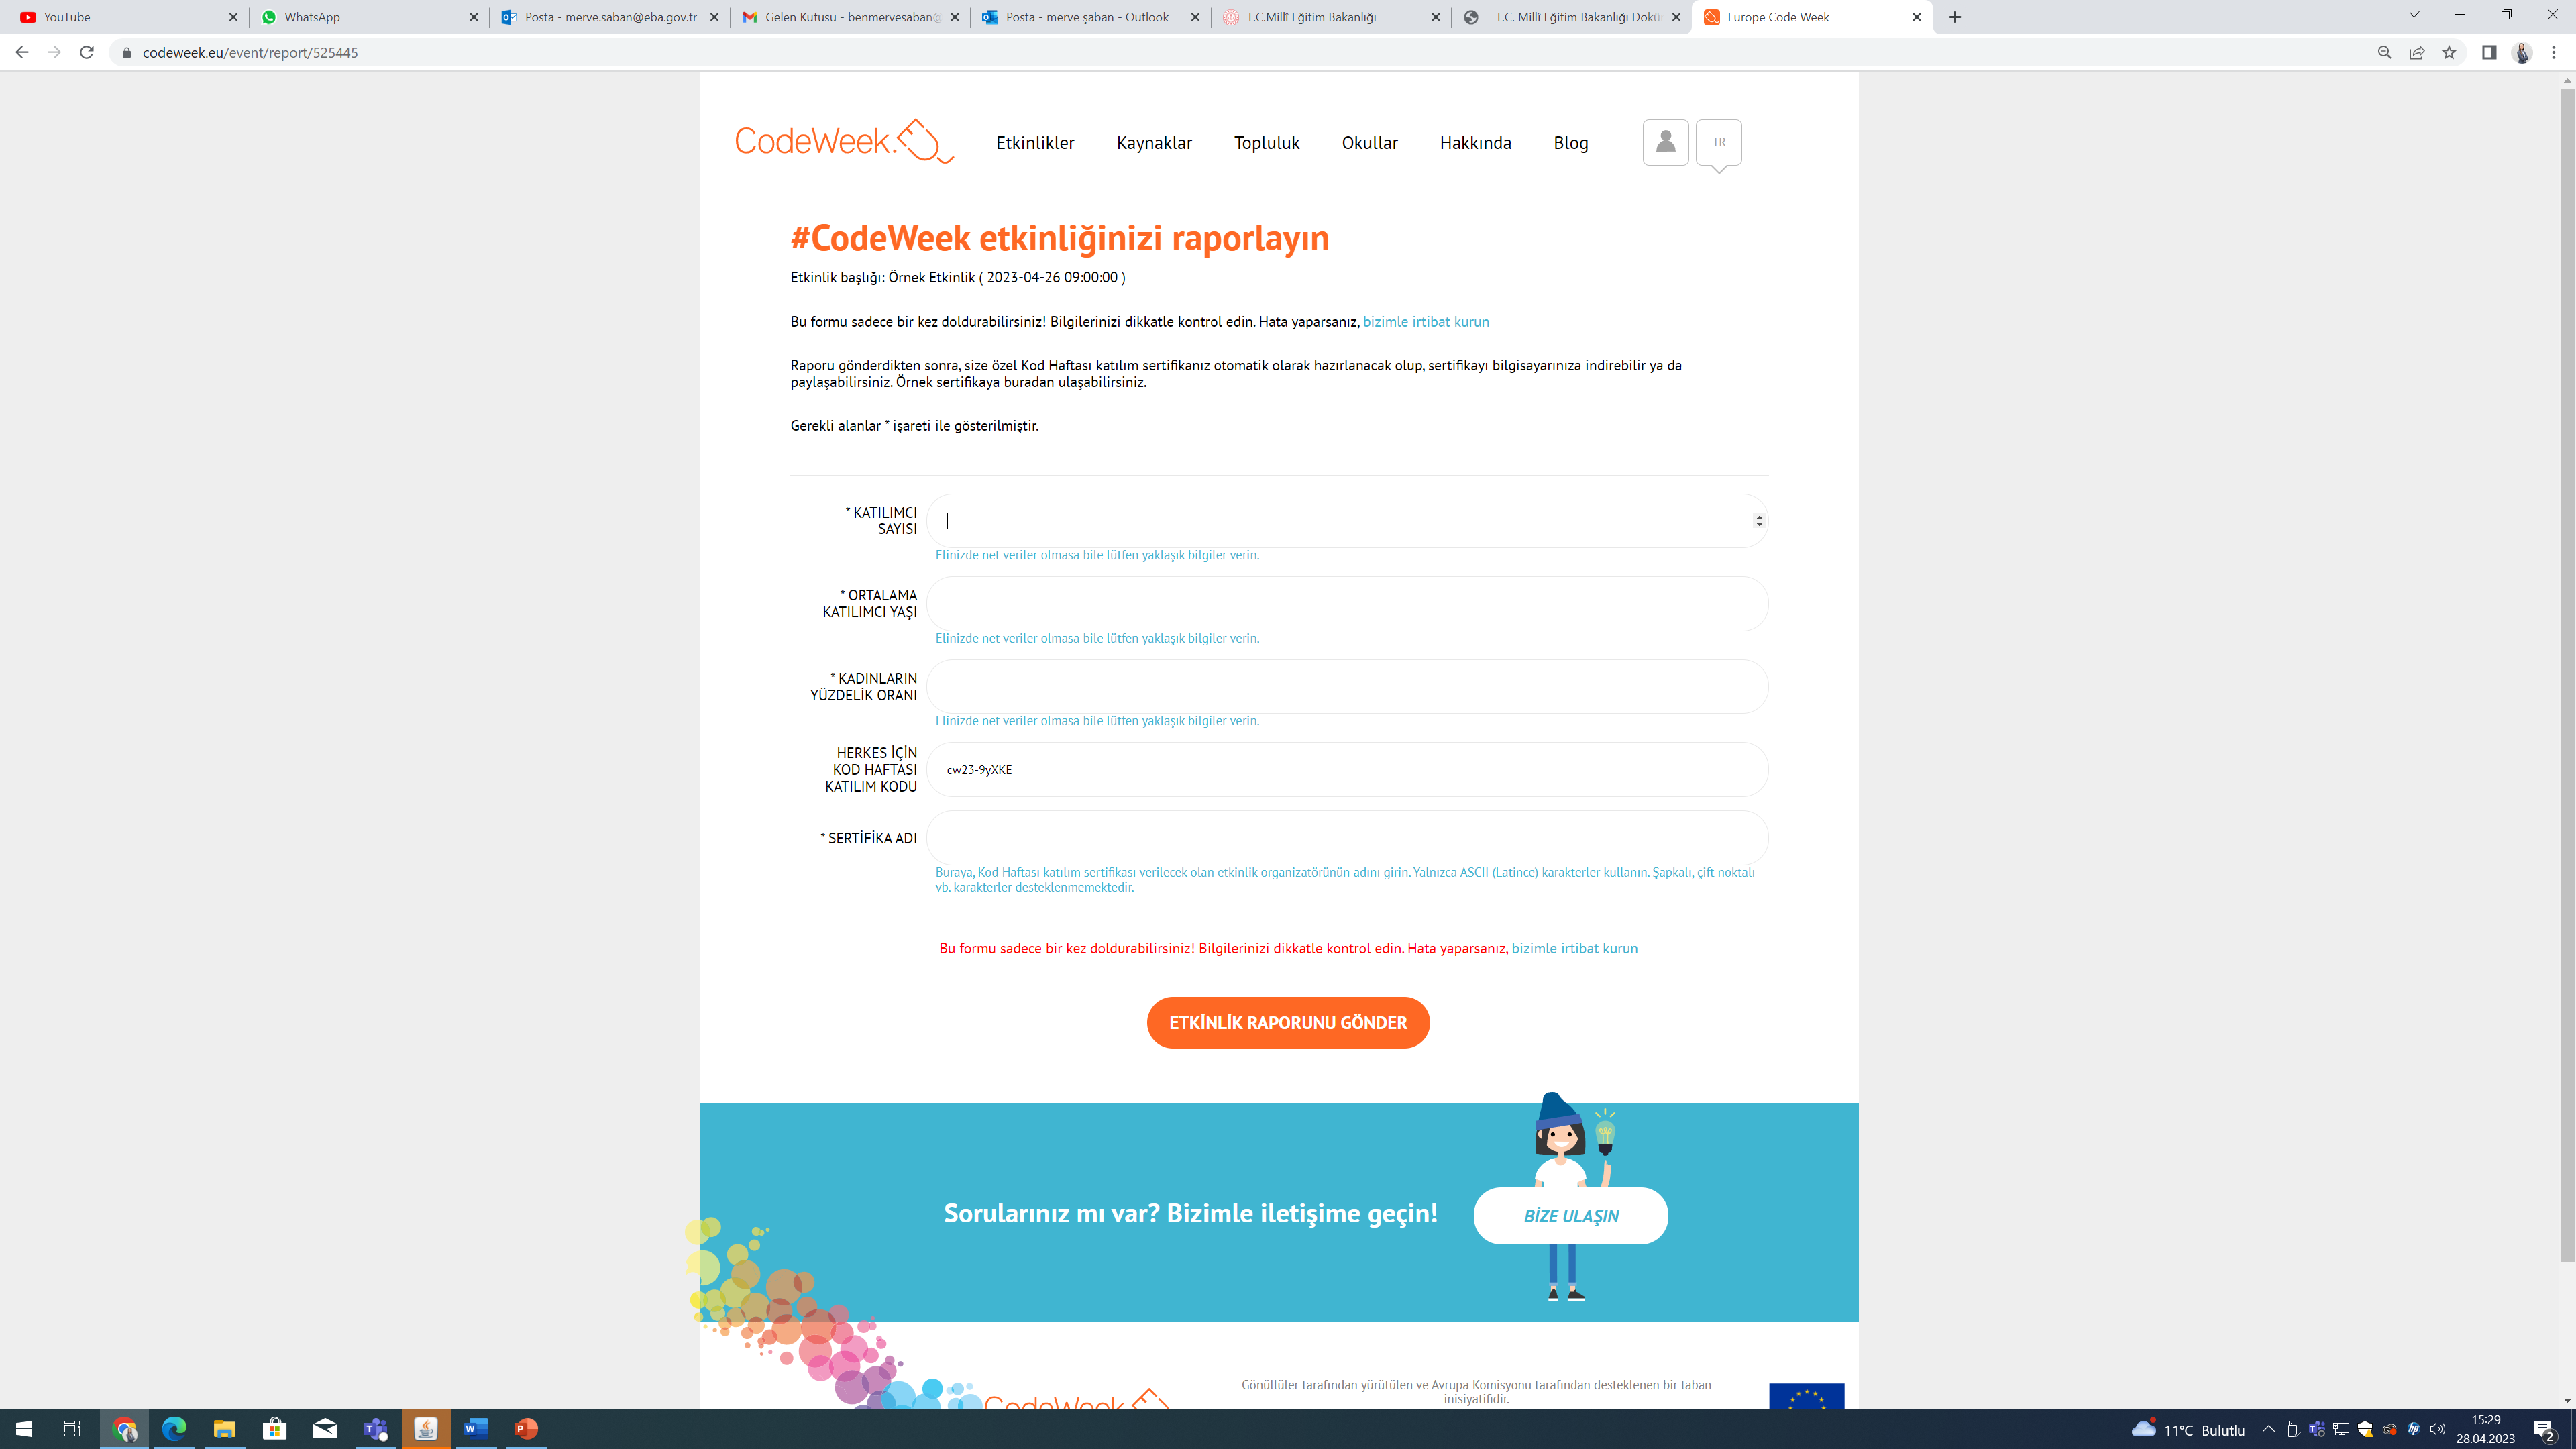 YouTube
WhatsApp
Posta - merve.saban@eba.gov.tr
Gelen Kutusu - benmervesaban@
Posta - merve şaban - Outlook
T.C.Millî Eğitim Bakanlığı
_ T.C. Millî Eğitim Bakanlığı Dokü
Europe Code Week
codeweek.eu/event/report/525445
CodeWeek.
Etkinlikler
Kaynaklar
Topluluk
Okullar
Hakkında
Blog
TR
#CodeWeek etkinliğinizi raporlayın
Etkinlik başlığı: Örnek Etkinlik ( 2023-04-26 09:00:00 )
Bu formu sadece bir kez doldurabilirsiniz! Bilgilerinizi dikkatle kontrol edin. Hata yaparsanız, bizimle irtibat kurun
Raporu gönderdikten sonra, size özel Kod Haftası katılım sertifikanız otomatik olarak hazırlanacak olup, sertifikayı bilgisayarınıza indirebilir ya da
paylaşabilirsiniz. Örnek sertifikaya buradan ulaşabilirsiniz.
Gerekli alanlar * işareti ile gösterilmiştir.
* KATILIMCI
SAYISI
Elinizde net veriler olmasa bile lütfen yaklaşık bilgiler verin.
* ORTALAMA
KATILIMCI YAŞI
Elinizde net veriler olmasa bile lütfen yaklaşık bilgiler verin.
* KADINLARIN
YÜZDELİK ORANI
Elinizde net veriler olmasa bile lütfen yaklaşık bilgiler verin.
HERKES İÇİN
KOD HAFTASI
KATILIM KODU
cw23-9yXKE
* SERTİFİKA ADI
Buraya, Kod Haftası katılım sertifikası verilecek olan etkinlik organizatörünün adını girin. Yalnızca ASCII (Latince) karakterler kullanın. Şapkalı, çift noktalı
vb. karakterler desteklenmemektedir.
Bu formu sadece bir kez doldurabilirsiniz! Bilgilerinizi dikkatle kontrol edin. Hata yaparsanız, bizimle irtibat kurun
ETKİNLİK RAPORUNU GÖNDER
Sorularınız mı var? Bizimle iletişime geçin!
BİZE ULAŞIN
CodeWeek
Gönüllüler tarafından yürütülen ve Avrupa Komisyonu tarafından desteklenen bir taban
inisiyatifidir.
11°C Bulutlu
15:29
28.04.2023
2